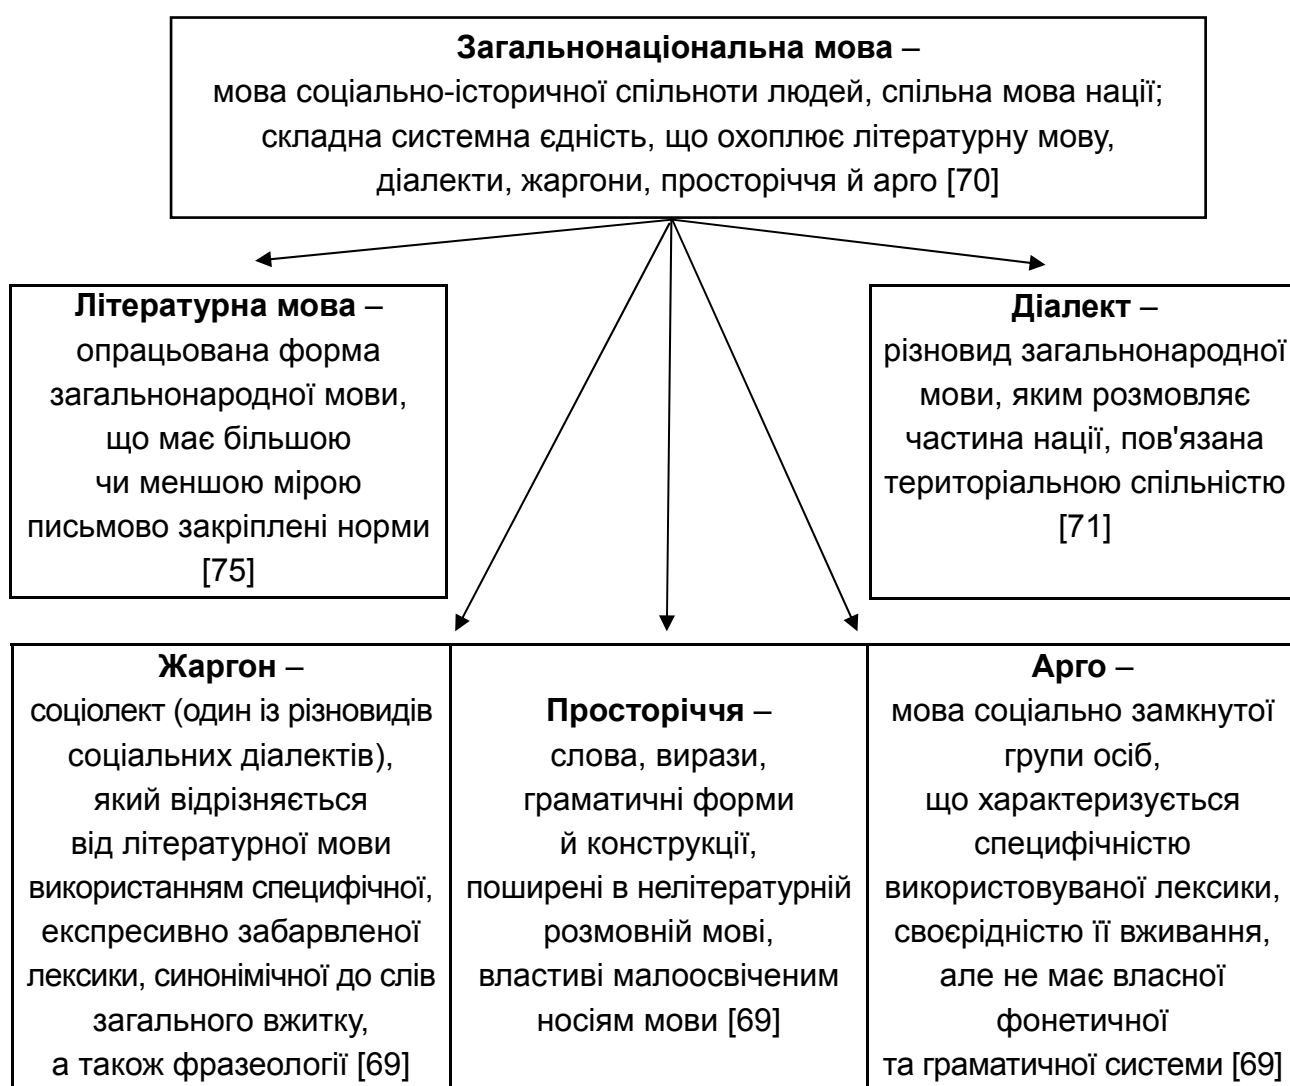 Загальнонаціональна мова –
мова соціально-історичної спільноти людей, спільна мова нації;
складна системна єдність, що охоплює літературну мову,
діалекти, жаргони, просторіччя й арго [70]
Літературна мова –
опрацьована форма
загальнонародної мови,
що має більшою
чи меншою мірою
письмово закріплені норми
[75]
Діалект –
різновид загальнонародної
мови, яким розмовляє
частина нації, пов'язана
територіальною спільністю
[71]
Жаргон –
соціолект (один із різновидів
соціальних діалектів),
який відрізняється
від літературної мови
використанням специфічної,
експресивно забарвленої
лексики, синонімічної до слів
загального вжитку,
а також фразеології [69]
Просторіччя –
слова, вирази,
граматичні форми
й конструкції,
поширені в нелітературній
розмовній мові,
властиві малоосвіченим
носіям мови [69]
Арго –
мова соціально замкнутої
групи осіб,
що характеризується
специфічністю
використовуваної лексики,
своєрідністю її вживання,
але не має власної
фонетичної
та граматичної системи [69]